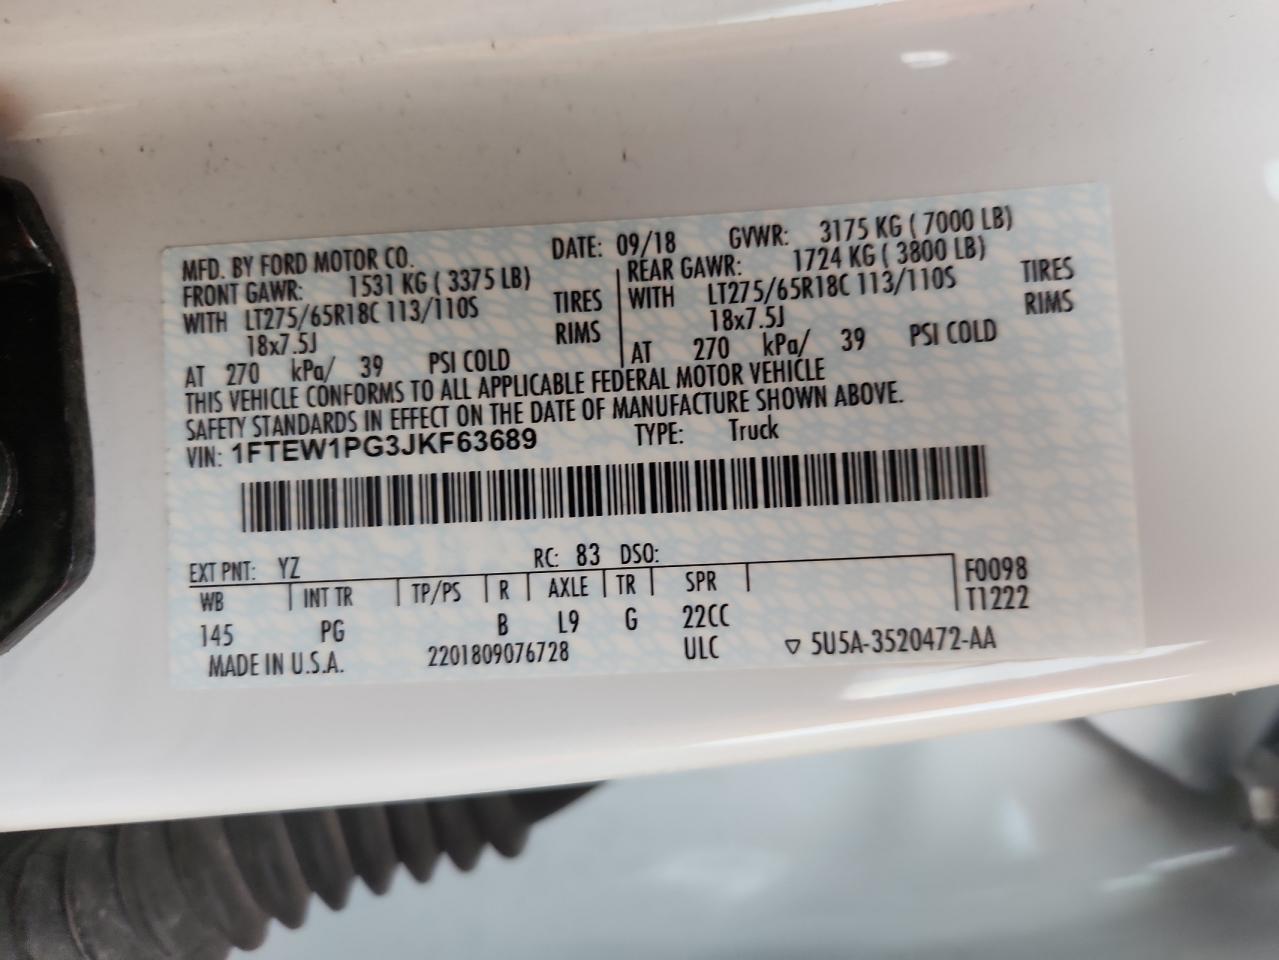 MFD. BY FORD MOTOR CO. DATE: 09/18 GVWR: 3175 KG ( 7000 LB)
FRONT GAWR: 1531 KG ( 3375 LB) REAR GAWR: 1724 KG ( 3800 LB)
WITH LT275/65R18C 113/110S TIRES WITH LT275/65R18C 113/110S TIRES
18x7.5J RIMS 18x7.5J RIMS
AT 270 kPa/ 39 PSI COLD AT 270 kPa/ 39 PSI COLD
THIS VEHICLE CONFORMS TO ALL APPLICABLE FEDERAL MOTOR VEHICLE
SAFETY STANDARDS IN EFFECT ON THE DATE OF MANUFACTURE SHOWN ABOVE.
VIN: 1FTEW1PG3JKF63689 TYPE: Truck
EXT PNT: YZ RC: 83 DSO:
WB INT TR TP/PS R AXLE TR SPR F0098
145 PG B L9 G 22CC T1222
MADE IN U.S.A. 2201809076728 ULC ▽ 5U5A-3520472-AA